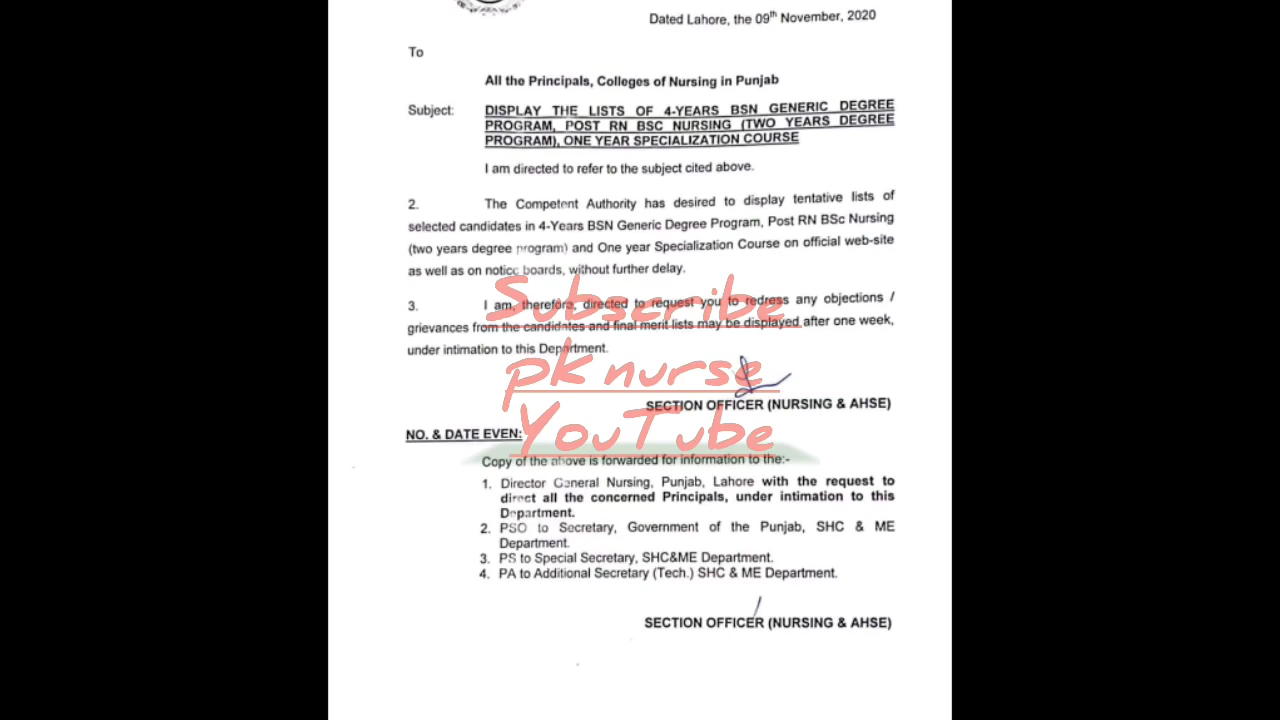 Dated Lahore, the 09th November, 2020
To
All the Principals, Colleges of Nursing in Punjab
Subject: DISPLAY THE LISTS OF 4-YEARS BSN GENERIC DEGREE
PROGRAM, POST RN BSC NURSING (TWO YEARS DEGREE
PROGRAM), ONE YEAR SPECIALIZATION COURSE
I am directed to refer to the subject cited above.
2. The Competent Authority has desired to display tentative lists of
selected candidates in 4-Years BSN Generic Degree Program, Post RN BSc Nursing
(two years degree program) and One year Specialization Course on official web-site
as well as on notice boards, without further delay.
3. I am, therefore, directed to request you to redress any objections /
grievances from the candidates and final merit lists may be displayed after one week,
under intimation to this Department.
Subscribe
pk nurse
YouTube
SECTION OFFICER (NURSING & AHSE)
NO. & DATE EVEN:
Copy of the above is forwarded for information to the:-
1. Director General Nursing, Punjab, Lahore with the request to
direct all the concerned Principals, under intimation to this
Department.
2. PSO to Secretary, Government of the Punjab, SHC & ME
Department.
3. PS to Special Secretary, SHC&ME Department.
4. PA to Additional Secretary (Tech.) SHC & ME Department.
SECTION OFFICER (NURSING & AHSE)